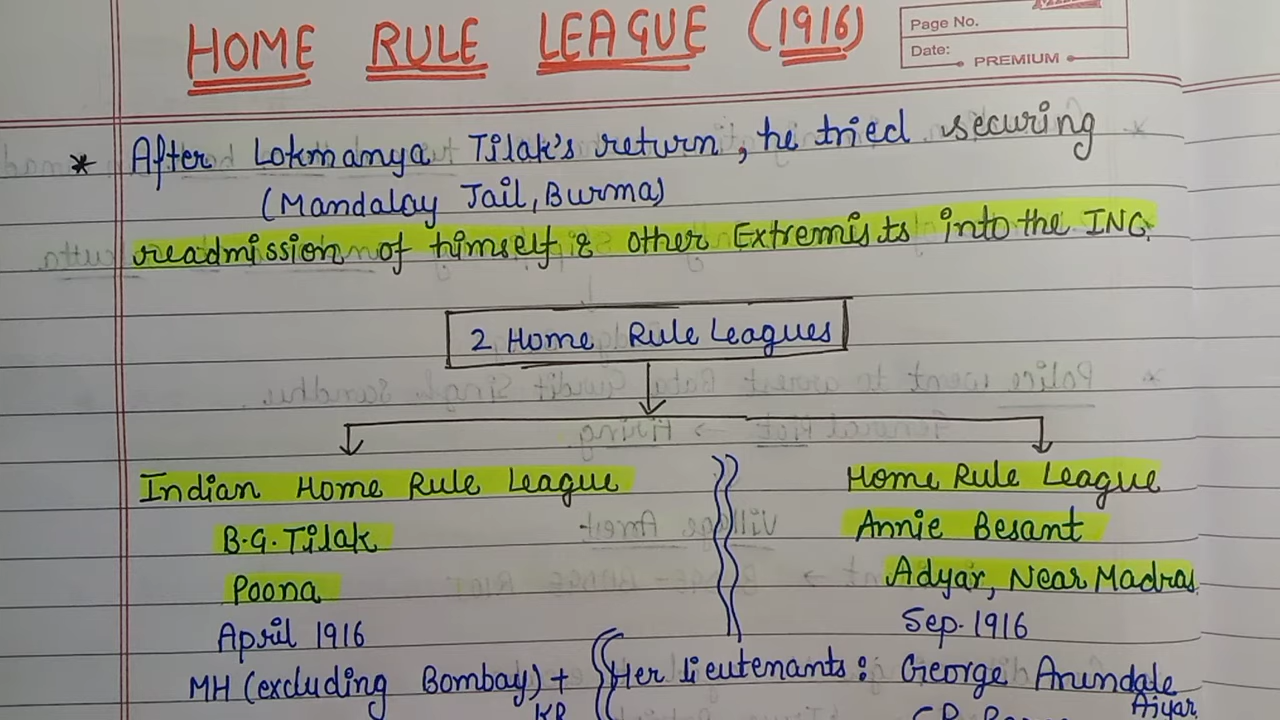 HOME RULE LEAGUE (1916)
Page No.
Date:
PREMIUM
* After Lokmanya Tilak's return, he tried securing
(Mandalay Jail, Burma)
readmission of himself & other Extremists into the INC.
2 Home Rule Leagues
Indian Home Rule League
B.G. Tilak
Poona
April 1916
MH (excluding Bombay) +
Home Rule League
Annie Besant
Adyar, Near Madras
Sep. 1916
Her lieutenants : George Arundale
Aiyar